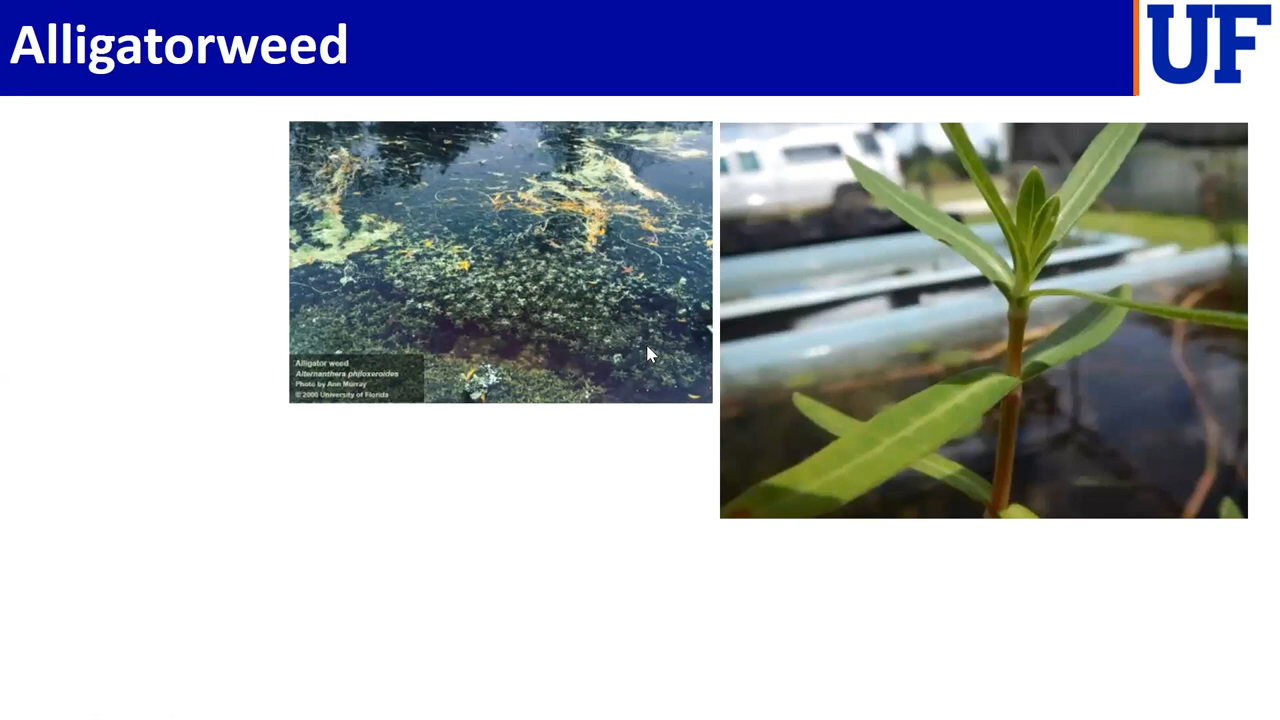 Alligatorweed
UF
Alligator weed
Alternanthera philoxeroides
Photo by Ann Murray
© 2000 University of Florida